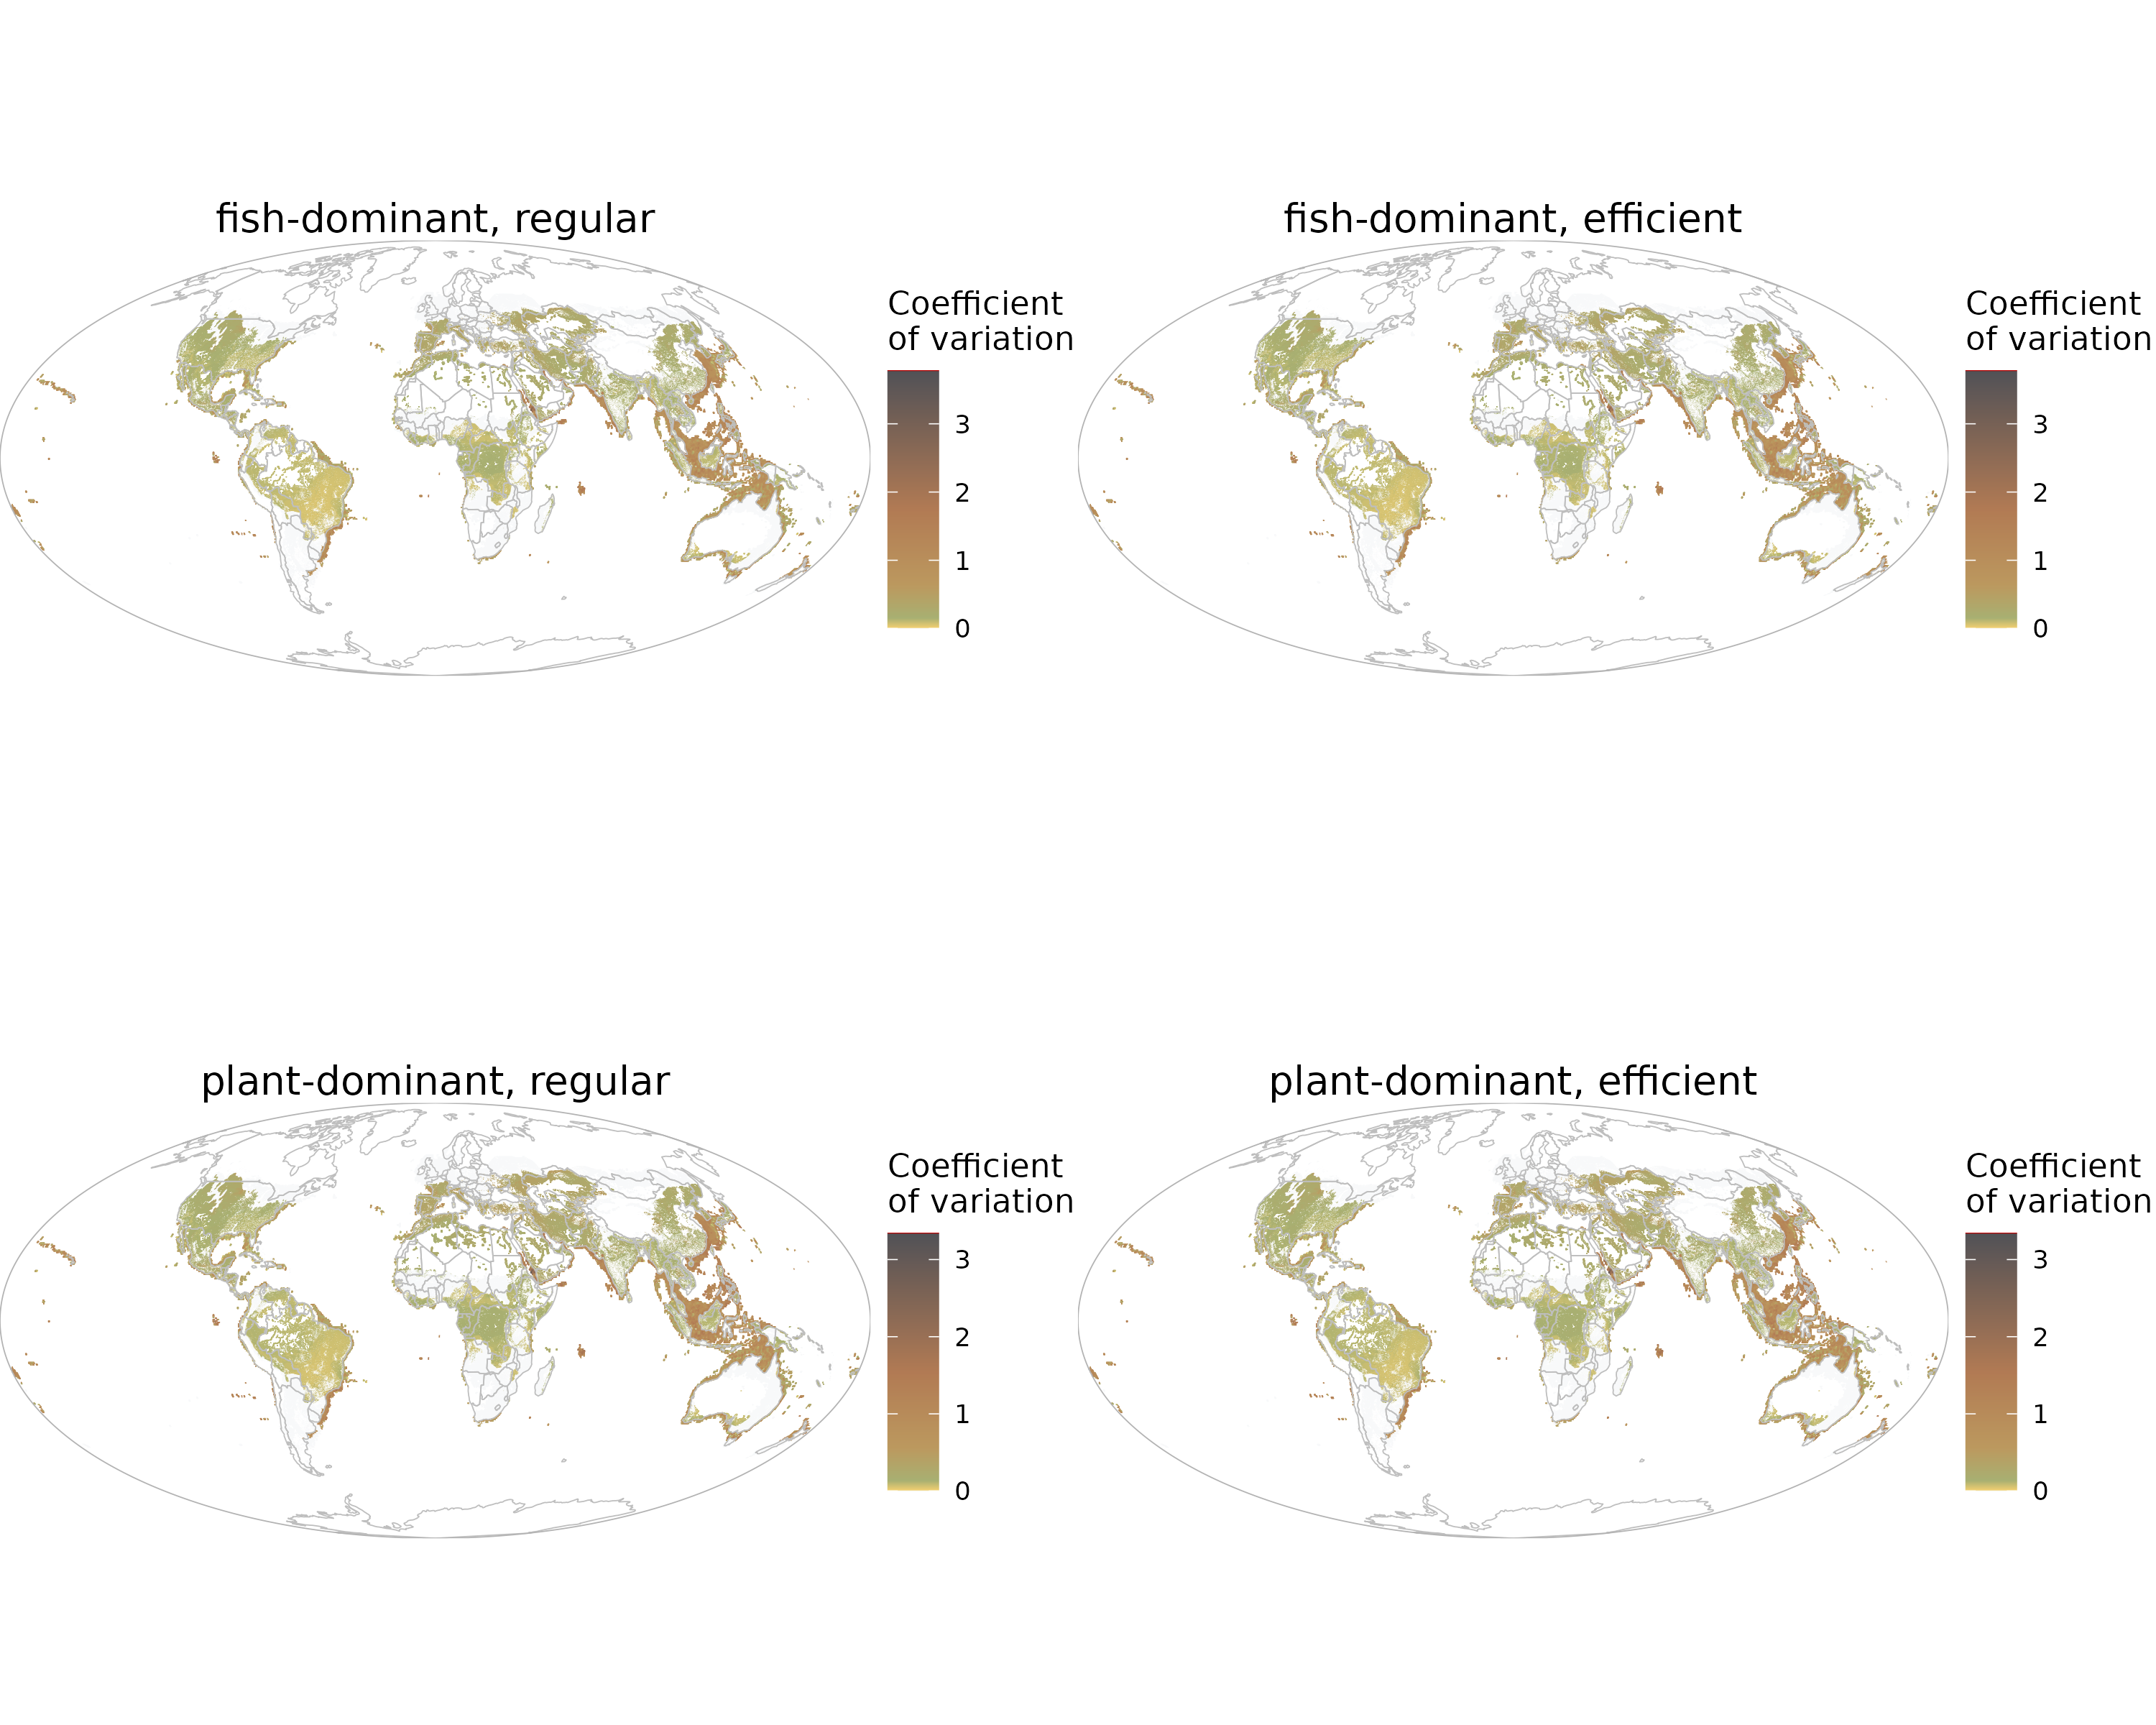 fish-dominant, regular
Coefficient
of variation
3
2
1
0
fish-dominant, efficient
Coefficient
of variation
3
2
1
0
plant-dominant, regular
Coefficient
of variation
3
2
1
0
plant-dominant, efficient
Coefficient
of variation
3
2
1
0